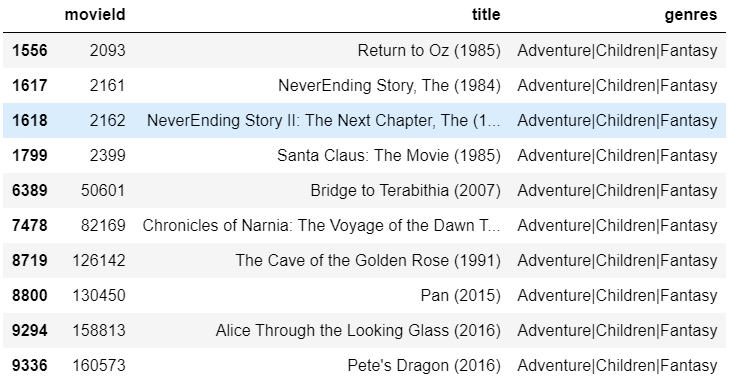 movieId title genres
1556 2093 Return to Oz (1985) Adventure|Children|Fantasy
1617 2161 NeverEnding Story, The (1984) Adventure|Children|Fantasy
1618 2162 NeverEnding Story II: The Next Chapter, The (1... Adventure|Children|Fantasy
1799 2399 Santa Claus: The Movie (1985) Adventure|Children|Fantasy
6389 50601 Bridge to Terabithia (2007) Adventure|Children|Fantasy
7478 82169 Chronicles of Narnia: The Voyage of the Dawn T... Adventure|Children|Fantasy
8719 126142 The Cave of the Golden Rose (1991) Adventure|Children|Fantasy
8800 130450 Pan (2015) Adventure|Children|Fantasy
9294 158813 Alice Through the Looking Glass (2016) Adventure|Children|Fantasy
9336 160573 Pete's Dragon (2016) Adventure|Children|Fantasy